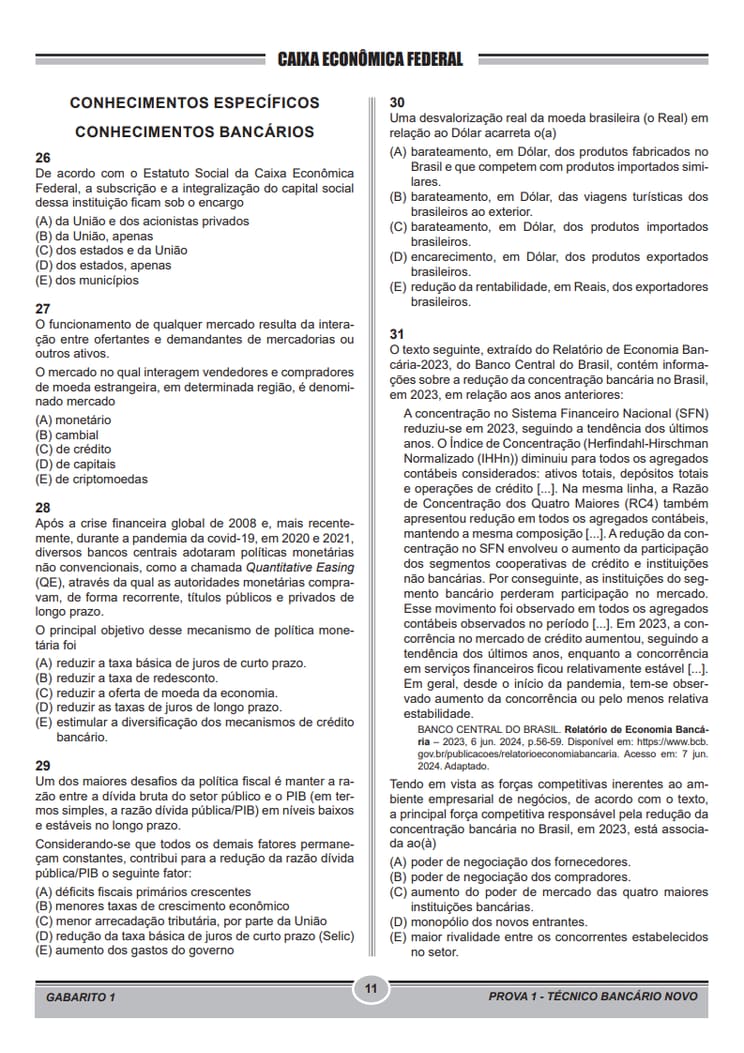 CAIXA ECONÔMICA FEDERAL
CONHECIMENTOS ESPECÍFICOS
CONHECIMENTOS BANCÁRIOS
26
De acordo com o Estatuto Social da Caixa Econômica
Federal, a subscrição e a integralização do capital social
dessa instituição ficam sob o encargo
(A) da União e dos acionistas privados
(B) da União, apenas
(C) dos estados e da União
(D) dos estados, apenas
(E) dos municípios
27
O funcionamento de qualquer mercado resulta da intera-
ção entre ofertantes e demandantes de mercadorias ou
outros ativos.
O mercado no qual interagem vendedores e compradores
de moeda estrangeira, em determinada região, é denomi-
nado mercado
(A) monetário
(B) cambial
(C) de crédito
(D) de capitais
(E) de criptomoedas
28
Após a crise financeira global de 2008 e, mais recente-
mente, durante a pandemia da covid-19, em 2020 e 2021,
diversos bancos centrais adotaram políticas monetárias
não convencionais, como a chamada Quantitative Easing
(QE), através da qual as autoridades monetárias compra-
vam, de forma recorrente, títulos públicos e privados de
longo prazo.
O principal objetivo desse mecanismo de política mone-
tária foi
(A) reduzir a taxa básica de juros de curto prazo.
(B) reduzir a taxa de redesconto.
(C) reduzir a oferta de moeda da economia.
(D) reduzir as taxas de juros de longo prazo.
(E) estimular a diversificação dos mecanismos de crédito
bancário.
29
Um dos maiores desafios da política fiscal é manter a ra-
zão entre a dívida bruta do setor público e o PIB (em ter-
mos simples, a razão dívida pública/PIB) em níveis baixos
e estáveis no longo prazo.
Considerando-se que todos os demais fatores permane-
çam constantes, contribui para a redução da razão dívida
pública/PIB o seguinte fator:
(A) déficits fiscais primários crescentes
(B) menores taxas de crescimento econômico
(C) menor arrecadação tributária, por parte da União
(D) redução da taxa básica de juros de curto prazo (Selic)
(E) aumento dos gastos do governo
30
Uma desvalorização real da moeda brasileira (o Real) em
relação ao Dólar acarreta o(a)
(A) barateamento, em Dólar, dos produtos fabricados no
Brasil e que competem com produtos importados simi-
lares.
(B) barateamento, em Dólar, das viagens turísticas dos
brasileiros ao exterior.
(C) barateamento, em Dólar, dos produtos importados
brasileiros.
(D) encarecimento, em Dólar, dos produtos exportados
brasileiros.
(E) redução da rentabilidade, em Reais, dos exportadores
brasileiros.
31
O texto seguinte, extraído do Relatório de Economia Ban-
cária-2023, do Banco Central do Brasil, contém informa-
ções sobre a redução da concentração bancária no Brasil,
em 2023, em relação aos anos anteriores:
A concentração no Sistema Financeiro Nacional (SFN)
reduziu-se em 2023, seguindo a tendência dos últimos
anos. O Índice de Concentração (Herfindahl-Hirschman
Normalizado (IHHn)) diminuiu para todos os agregados
contábeis considerados: ativos totais, depósitos totais
e operações de crédito [...]. Na mesma linha, a Razão
de Concentração dos Quatro Maiores (RC4) também
apresentou redução em todos os agregados contábeis,
mantendo a mesma composição [...]. A redução da con-
centração no SFN envolveu o aumento da participação
dos segmentos cooperativas de crédito e instituições
não bancárias. Por conseguinte, as instituições do seg-
mento bancário perderam participação no mercado.
Esse movimento foi observado em todos os agregados
contábeis observados no período [...]. Em 2023, a con-
corrência no mercado de crédito aumentou, seguindo a
tendência dos últimos anos, enquanto a concorrência
em serviços financeiros ficou relativamente estável [...].
Em geral, desde o início da pandemia, tem-se obser-
vado aumento da concorrência ou pelo menos relativa
estabilidade.
BANCO CENTRAL DO BRASIL. Relatório de Economia Bancá-
ria – 2023, 6 jun. 2024, p.56-59. Disponível em: https://www.bcb.
gov.br/publicacoes/relatorioeconomiabancaria. Acesso em: 7 jun.
2024. Adaptado.
Tendo em vista as forças competitivas inerentes ao am-
biente empresarial de negócios, de acordo com o texto,
a principal força competitiva responsável pela redução da
concentração bancária no Brasil, em 2023, está associa-
da ao(à)
(A) poder de negociação dos fornecedores.
(B) poder de negociação dos compradores.
(C) aumento do poder de mercado das quatro maiores
instituições bancárias.
(D) monopólio dos novos entrantes.
(E) maior rivalidade entre os concorrentes estabelecidos
no setor.
GABARITO 1
11
PROVA 1 - TÉCNICO BANCÁRIO NOVO